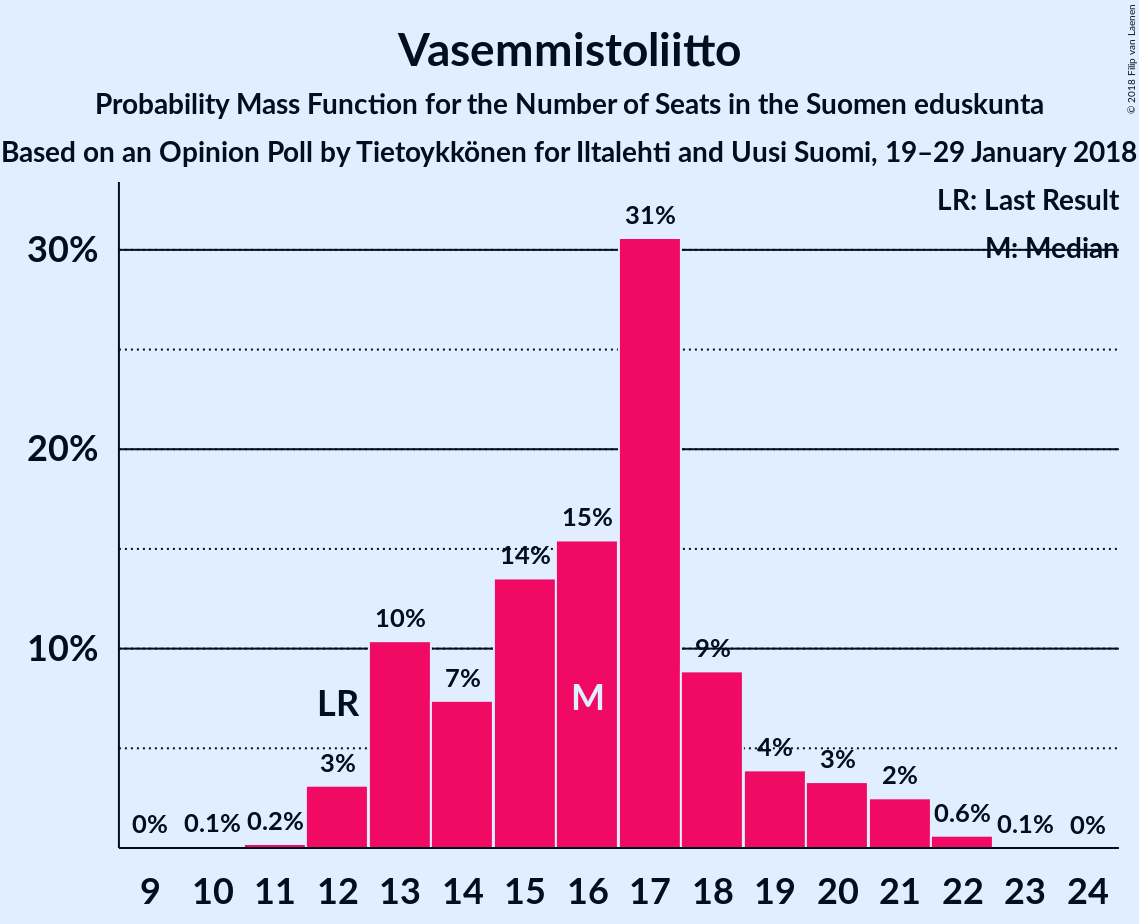 Vasemmistoliitto
Probability Mass Function for the Number of Seats in the Suomen eduskunta
Based on an Opinion Poll by Tietoykkönen for Iltalehti and Uusi Suomi, 19–29 January 2018
© 2018 Filip van Laenen
LR: Last Result
M: Median
30%
20%
10%
0% 0.1% 0.2% 3% 10% 7% 14% 15% 31% 9% 4% 3% 2% 0.6% 0.1% 0%
LR
M
9 10 11 12 13 14 15 16 17 18 19 20 21 22 23 24